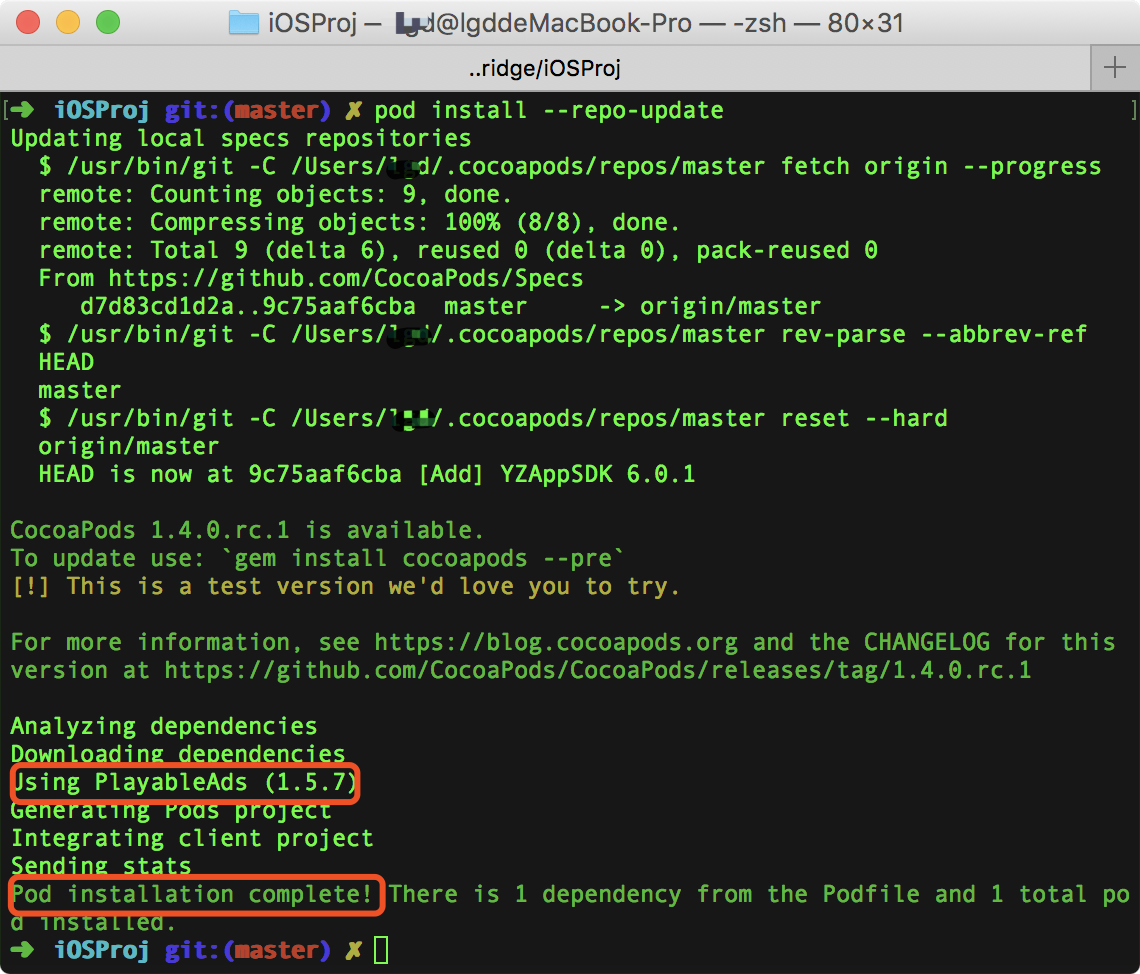 iOSProj — @lgddeMacBook-Pro — -zsh — 80×31
..ridge/iOSProj
[➜ iOSProj git:(master) ✗ pod install --repo-update ]
Updating local specs repositories
$ /usr/bin/git -C /Users/ /.cocoapods/repos/master fetch origin --progress
remote: Counting objects: 9, done.
remote: Compressing objects: 100% (8/8), done.
remote: Total 9 (delta 6), reused 0 (delta 0), pack-reused 0
From https://github.com/CocoaPods/Specs
d7d83cd1d2a..9c75aaf6cba master -> origin/master
$ /usr/bin/git -C /Users/ /.cocoapods/repos/master rev-parse --abbrev-ref
HEAD
master
$ /usr/bin/git -C /Users/ /.cocoapods/repos/master reset --hard
origin/master
HEAD is now at 9c75aaf6cba [Add] YZAppSDK 6.0.1
CocoaPods 1.4.0.rc.1 is available.
To update use: `gem install cocoapods --pre`
[!] This is a test version we'd love you to try.
For more information, see https://blog.cocoapods.org and the CHANGELOG for this
version at https://github.com/CocoaPods/CocoaPods/releases/tag/1.4.0.rc.1
Analyzing dependencies
Downloading dependencies
Using PlayableAds (1.5.7)
Generating Pods project
Integrating client project
Sending stats
Pod installation complete! There is 1 dependency from the Podfile and 1 total po
d installed.
➜ iOSProj git:(master) ✗